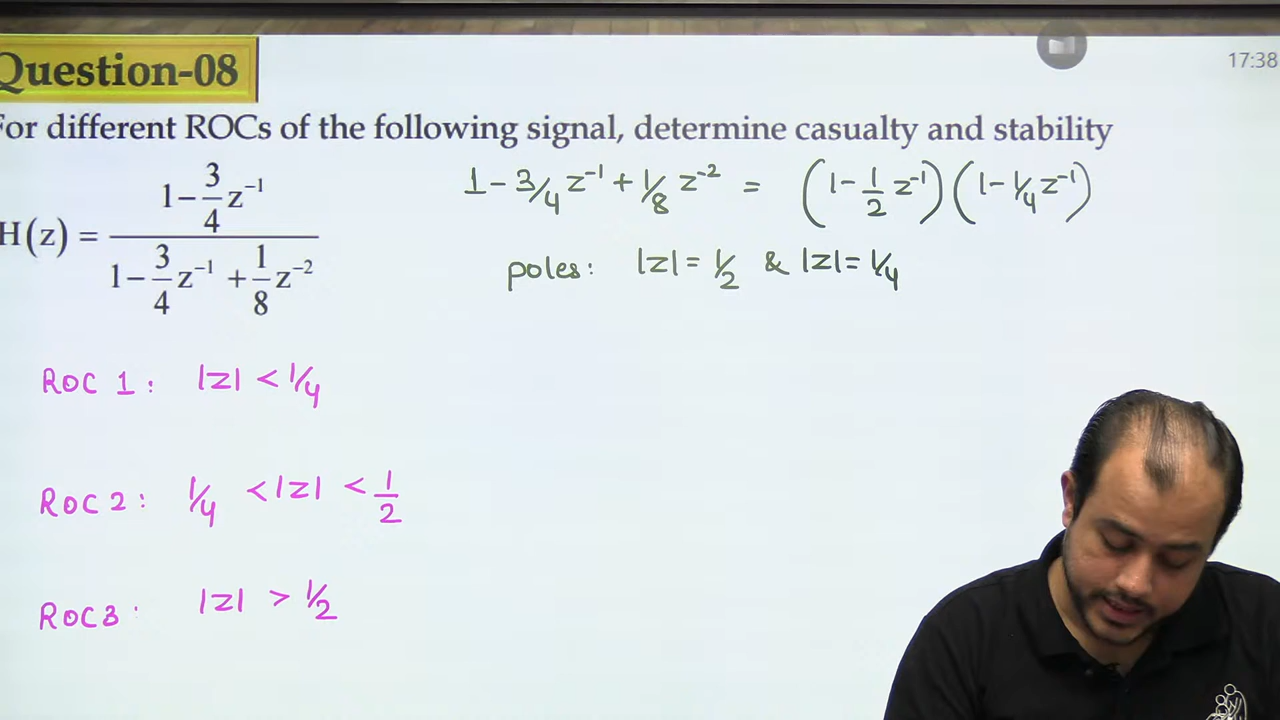 Question-08
17:38
For different ROCs of the following signal, determine casualty and stability
H(z) = (1 - 3/4 z⁻¹) / (1 - 3/4 z⁻¹ + 1/8 z⁻²)
1 - 3/4 z⁻¹ + 1/8 z⁻² = (1 - 1/2 z⁻¹)(1 - 1/4 z⁻¹)
poles: |z| = 1/2 & |z| = 1/4
ROC 1: |z| < 1/4
ROC 2: 1/4 < |z| < 1/2
ROC 3: |z| > 1/2